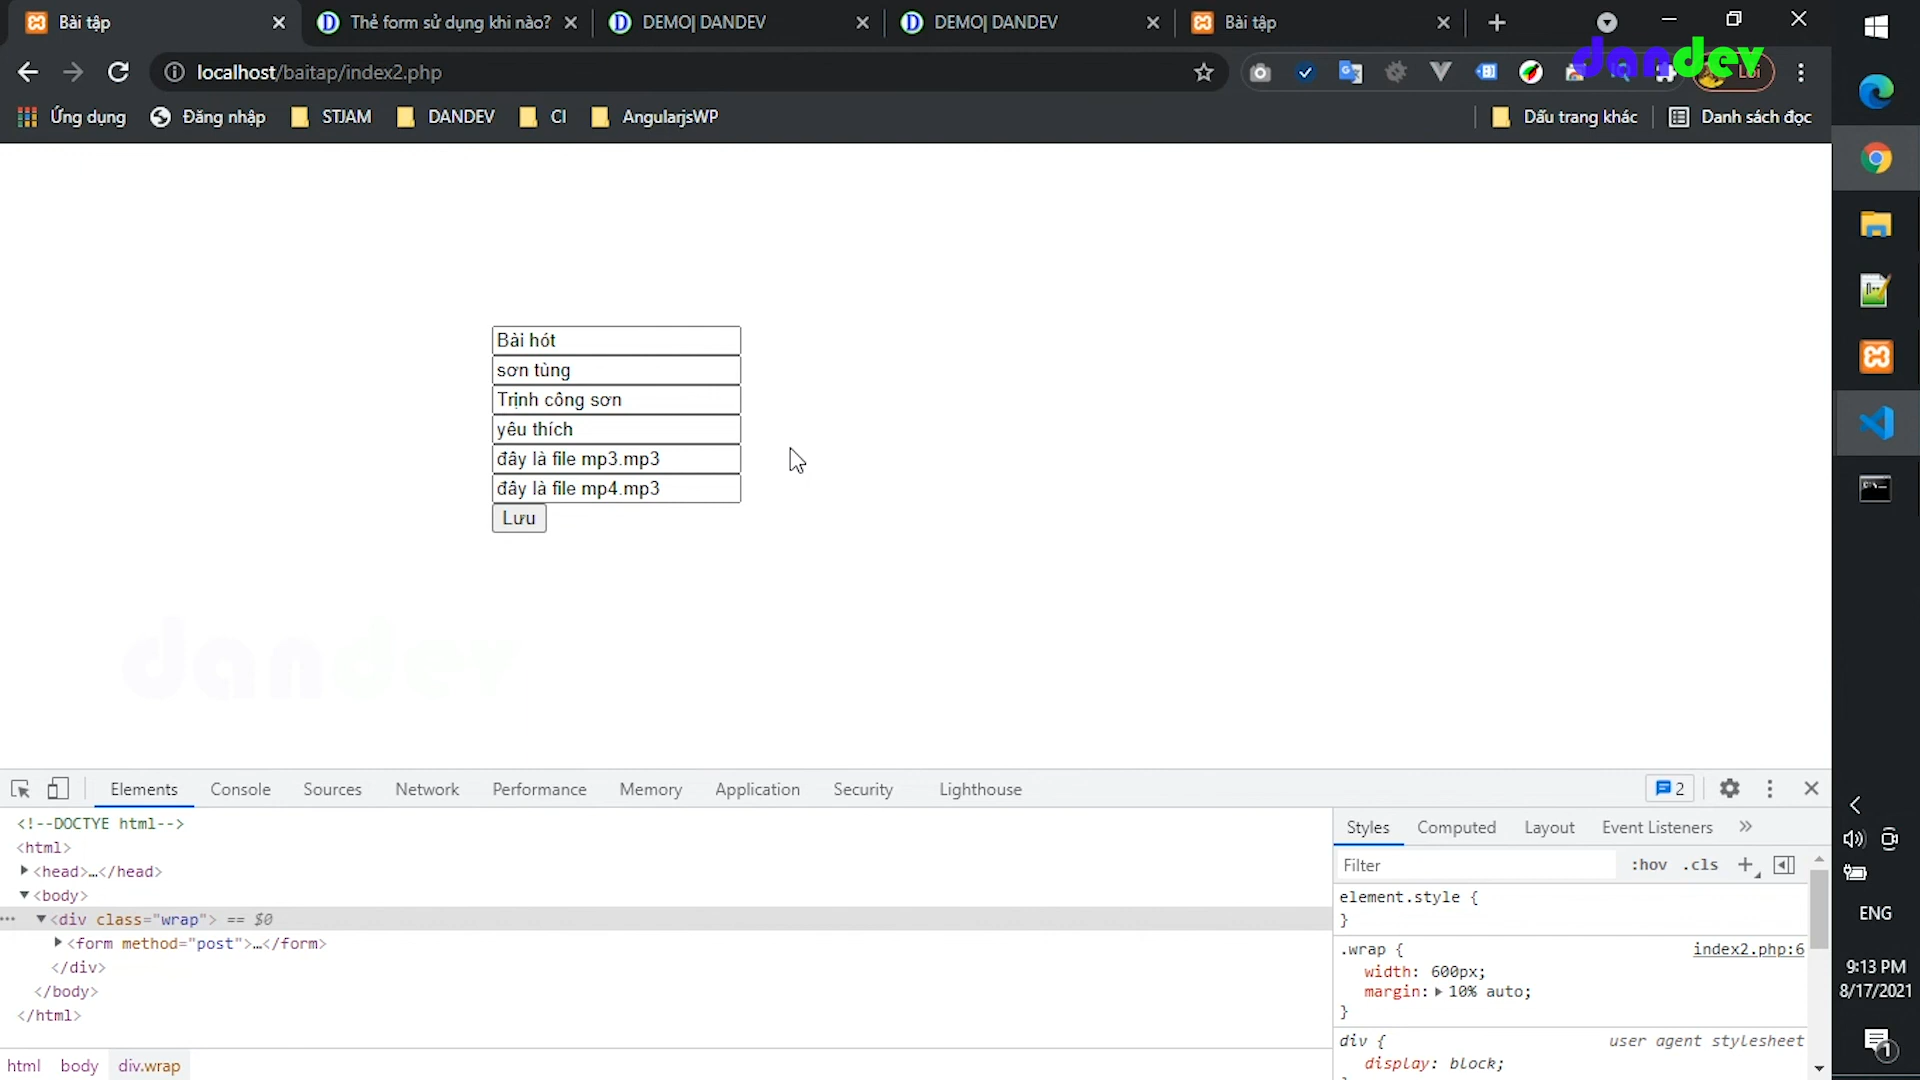 Bài tập
Thẻ form sử dụng khi nào?
DEMO| DANDEV
DEMO| DANDEV
Bài tập
localhost/baitap/index2.php
dandev
Ứng dụng
Đăng nhập
STJAM
DANDEV
CI
AngularjsWP
Dấu trang khác
Danh sách đọc
Bài hót
sơn tùng
Trịnh công sơn
yêu thích
đây là file mp3.mp3
đây là file mp4.mp3
Lưu
dandev
Elements
Console
Sources
Network
Performance
Memory
Application
Security
Lighthouse
2
<!--DOCTYE html-->
<html>
<head>…</head>
<body>
<div class="wrap"> == $0
<form method="post">…</form>
</div>
</body>
</html>
html body div.wrap
Styles
Computed
Layout
Event Listeners
Filter
:hov .cls
element.style {
}
.wrap {
index2.php:6
width: 600px;
margin: 10% auto;
}
div {
user agent stylesheet
display: block;
ENG
9:13 PM
8/17/2021
1